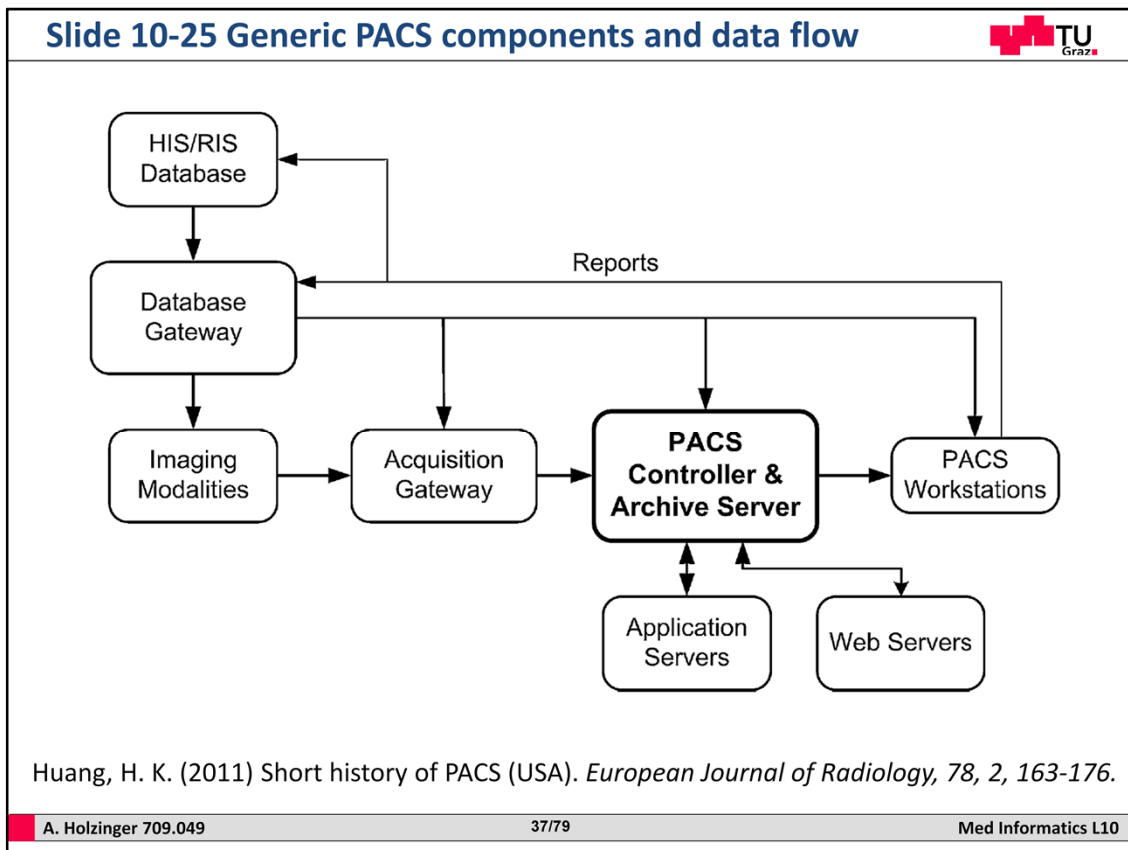 Slide 10-25 Generic PACS components and data flow
TU
Graz
HIS/RIS
Database
Reports
Database
Gateway
Imaging
Modalities
Acquisition
Gateway
PACS
Controller &
Archive Server
PACS
Workstations
Application
Servers
Web Servers
Huang, H. K. (2011) Short history of PACS (USA). European Journal of Radiology, 78, 2, 163-176.
A. Holzinger 709.049
37/79
Med Informatics L10